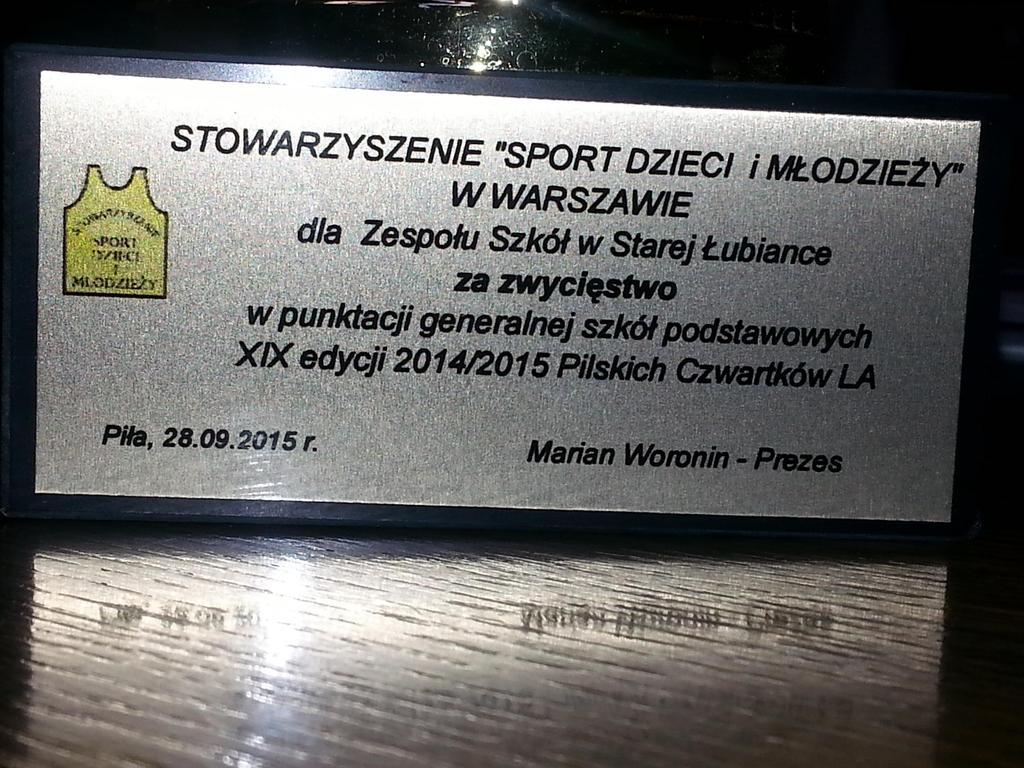 STOWARZYSZENIE "SPORT DZIECI i MŁODZIEŻY"
W WARSZAWIE
dla Zespołu Szkół w Starej Łubiance
za zwycięstwo
w punktacji generalnej szkół podstawowych
XIX edycji 2014/2015 Pilskich Czwartków LA
Piła, 28.09.2015 r.
Marian Woronin - Prezes
STOWARZYSZENIE
SPORT
DZIECI
I
MŁODZIEŻY